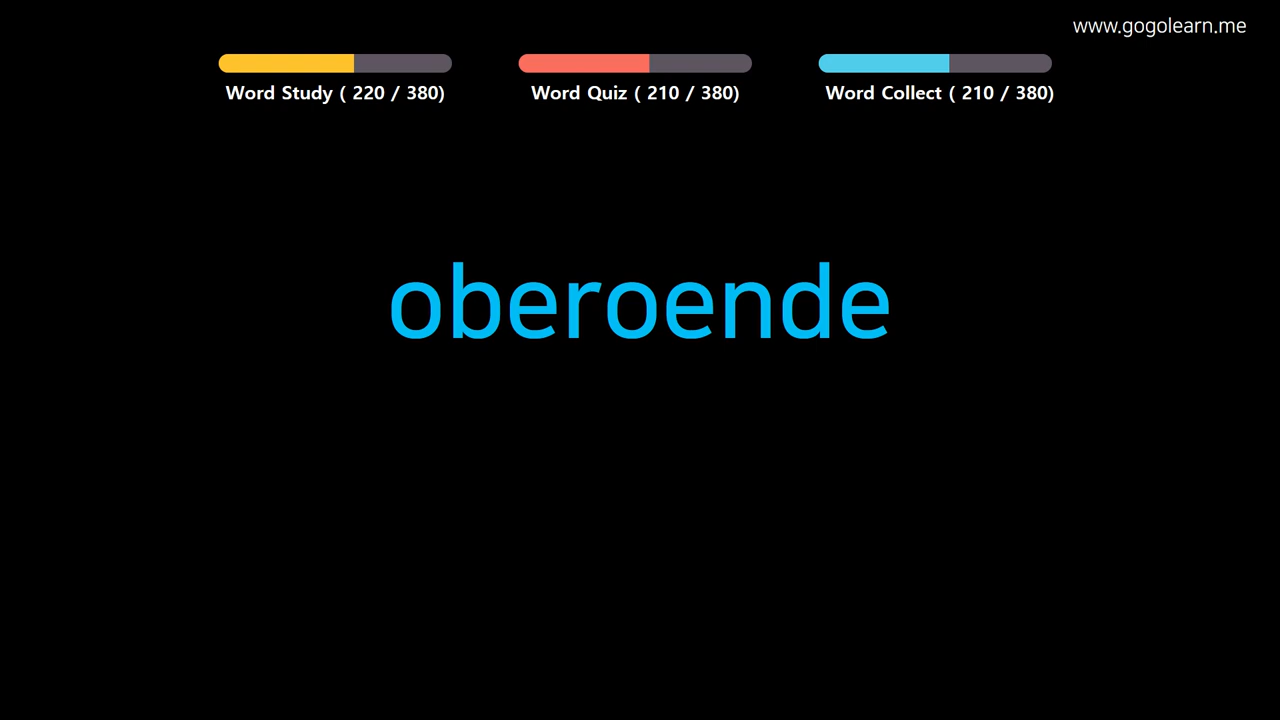 www.gogolearn.me
Word Study ( 220 / 380)
Word Quiz ( 210 / 380)
Word Collect ( 210 / 380)
oberoende